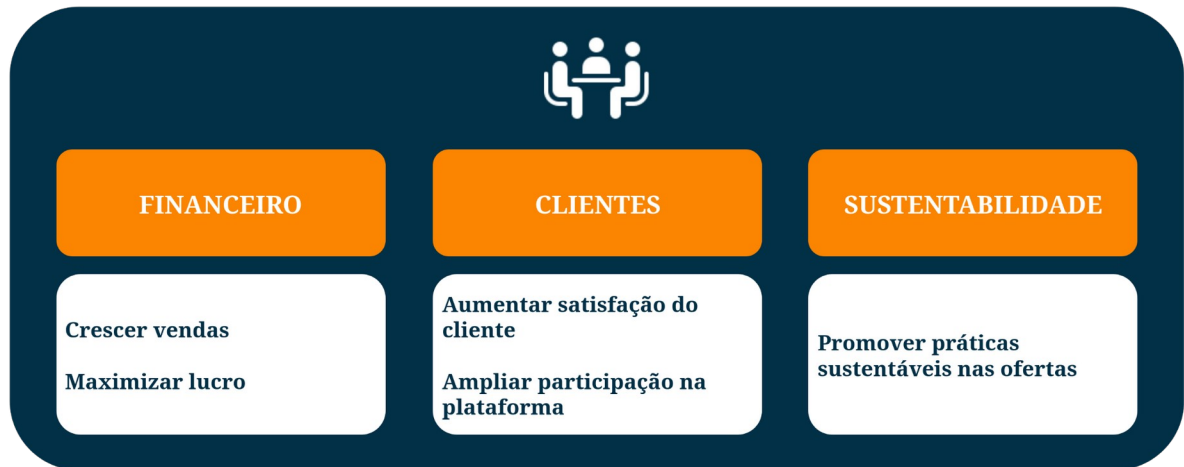 FINANCEIRO
Crescer vendas
Maximizar lucro
CLIENTES
Aumentar satisfação do
cliente
Ampliar participação na
plataforma
SUSTENTABILIDADE
Promover práticas
sustentáveis nas ofertas